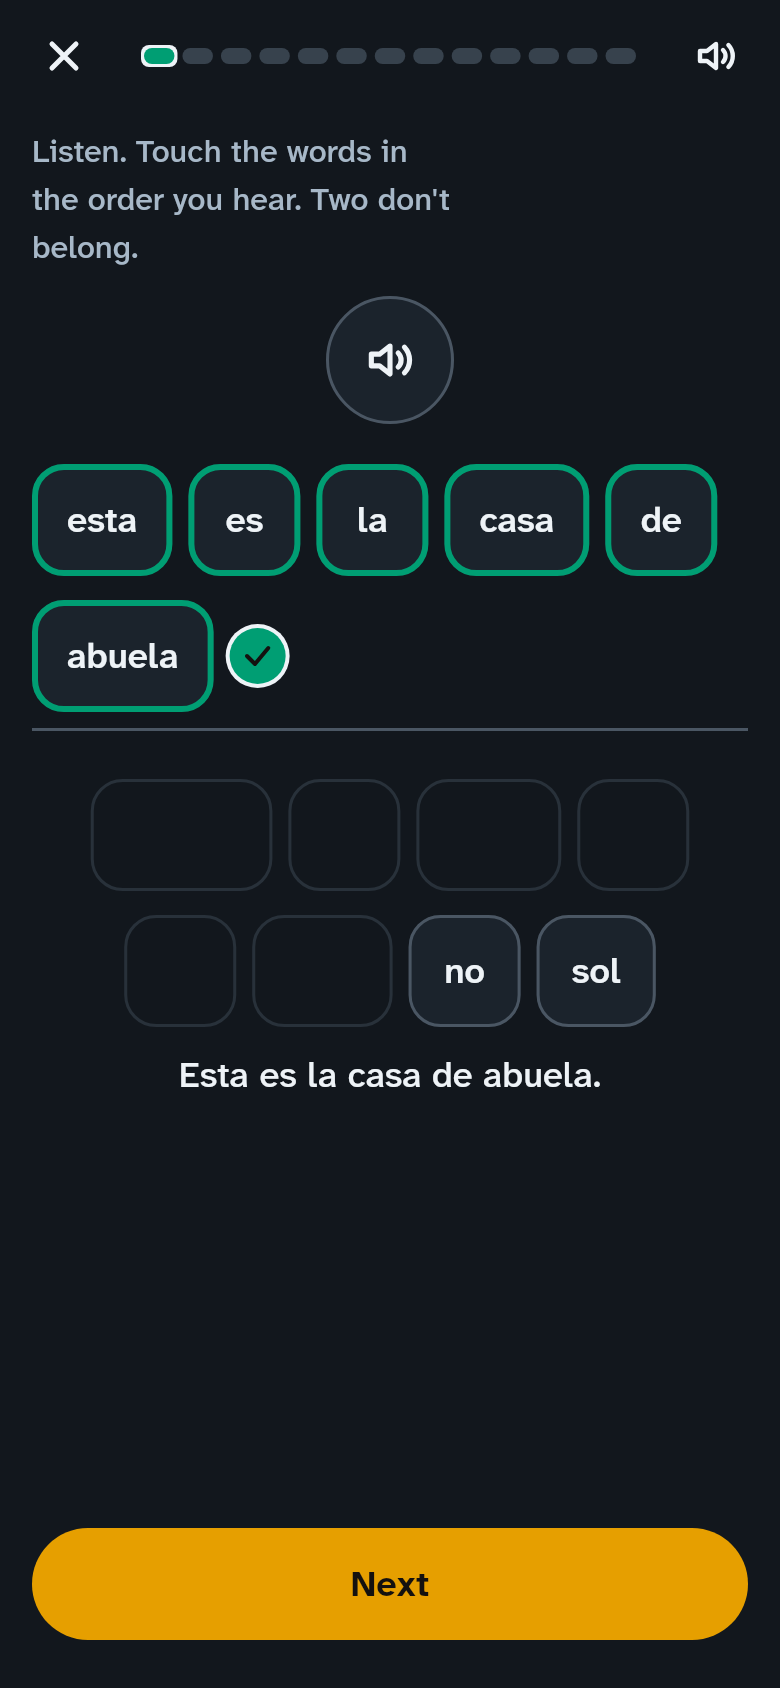 Listen. Touch the words in
the order you hear. Two don't
belong.
esta es la casa de
abuela
no sol
Esta es la casa de abuela.
Next